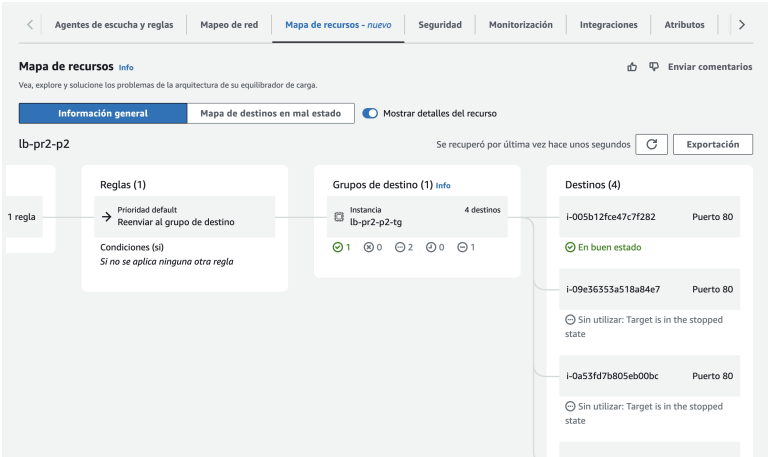 Agentes de escucha y reglas
Mapeo de red
Mapa de recursos - nuevo
Seguridad
Monitorización
Integraciones
Atributos
Mapa de recursos Info
Enviar comentarios
Vea, explore y solucione los problemas de la arquitectura de su equilibrador de carga.
Información general
Mapa de destinos en mal estado
Mostrar detalles del recurso
lb-pr2-p2
Se recuperó por última vez hace unos segundos
Exportación
1 regla
Reglas (1)
Prioridad default
Reenviar al grupo de destino
Condiciones (si)
Si no se aplica ninguna otra regla
Grupos de destino (1) Info
Instancia
4 destinos
lb-pr2-p2-tg
1 0 2 0 1
Destinos (4)
i-005b12fce47c7f282 Puerto 80
En buen estado
i-09e36353a518a84e7 Puerto 80
Sin utilizar: Target is in the stopped
state
i-0a53fd7b805eb00bc Puerto 80
Sin utilizar: Target is in the stopped
state